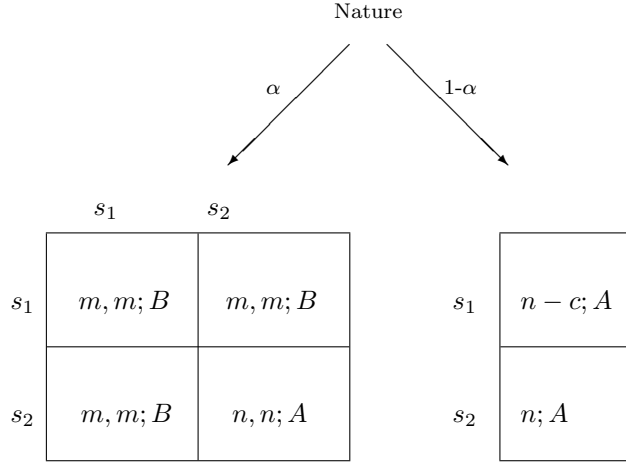 Nature
α 1-α
s₁ s₂
s₁ m, m; B m, m; B s₁ n − c; A
s₂ m, m; B n, n; A s₂ n; A